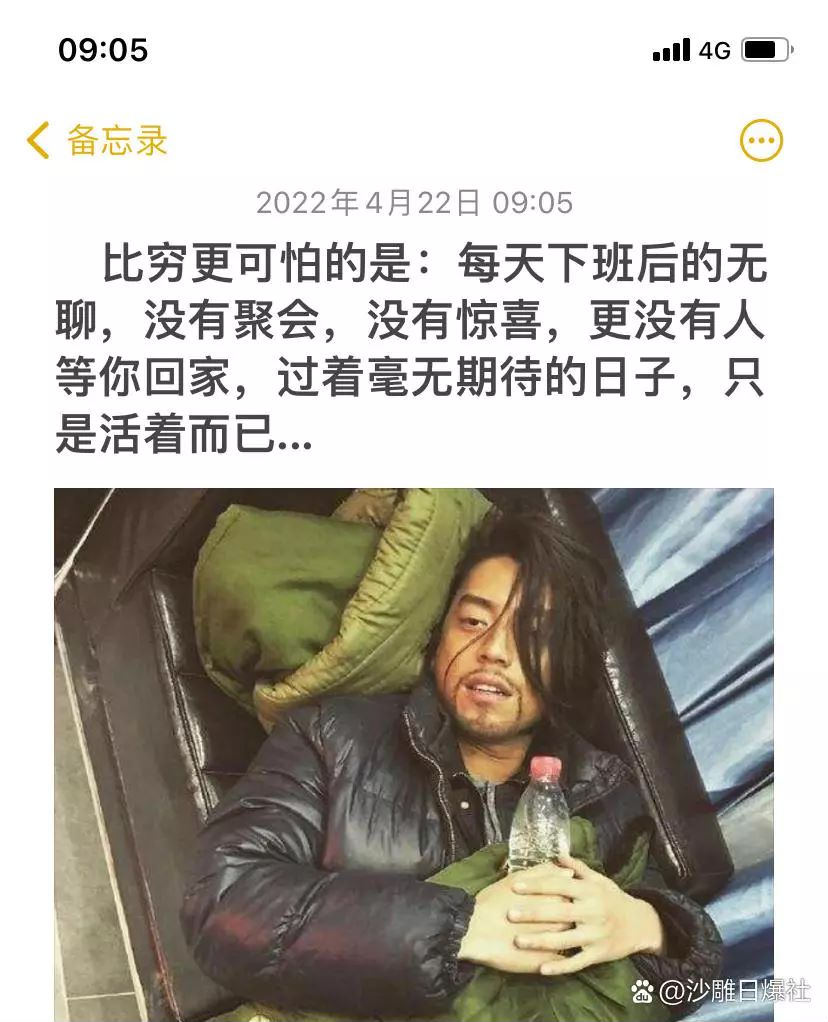 09:05
4G
备忘录
2022年4月22日 09:05
比穷更可怕的是：每天下班后的无
聊，没有聚会，没有惊喜，更没有人
等你回家，过着毫无期待的日子，只
是活着而已...
@沙雕日爆社